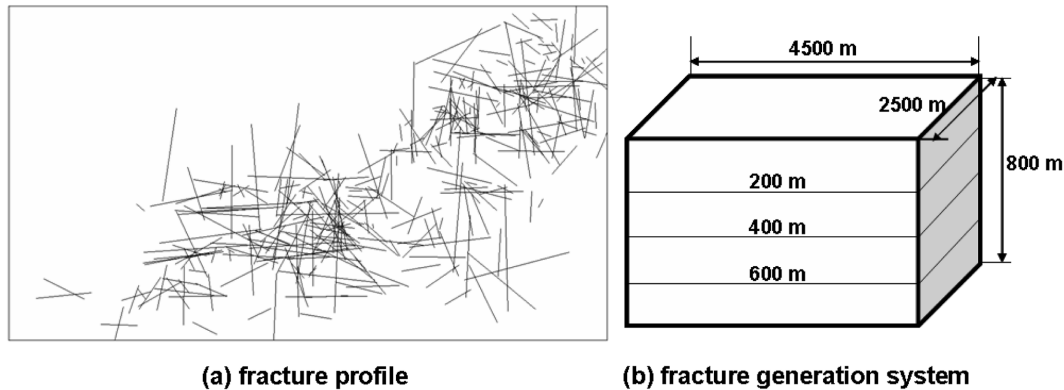 4500 m
2500 m
800 m
200 m
400 m
600 m
(a) fracture profile
(b) fracture generation system